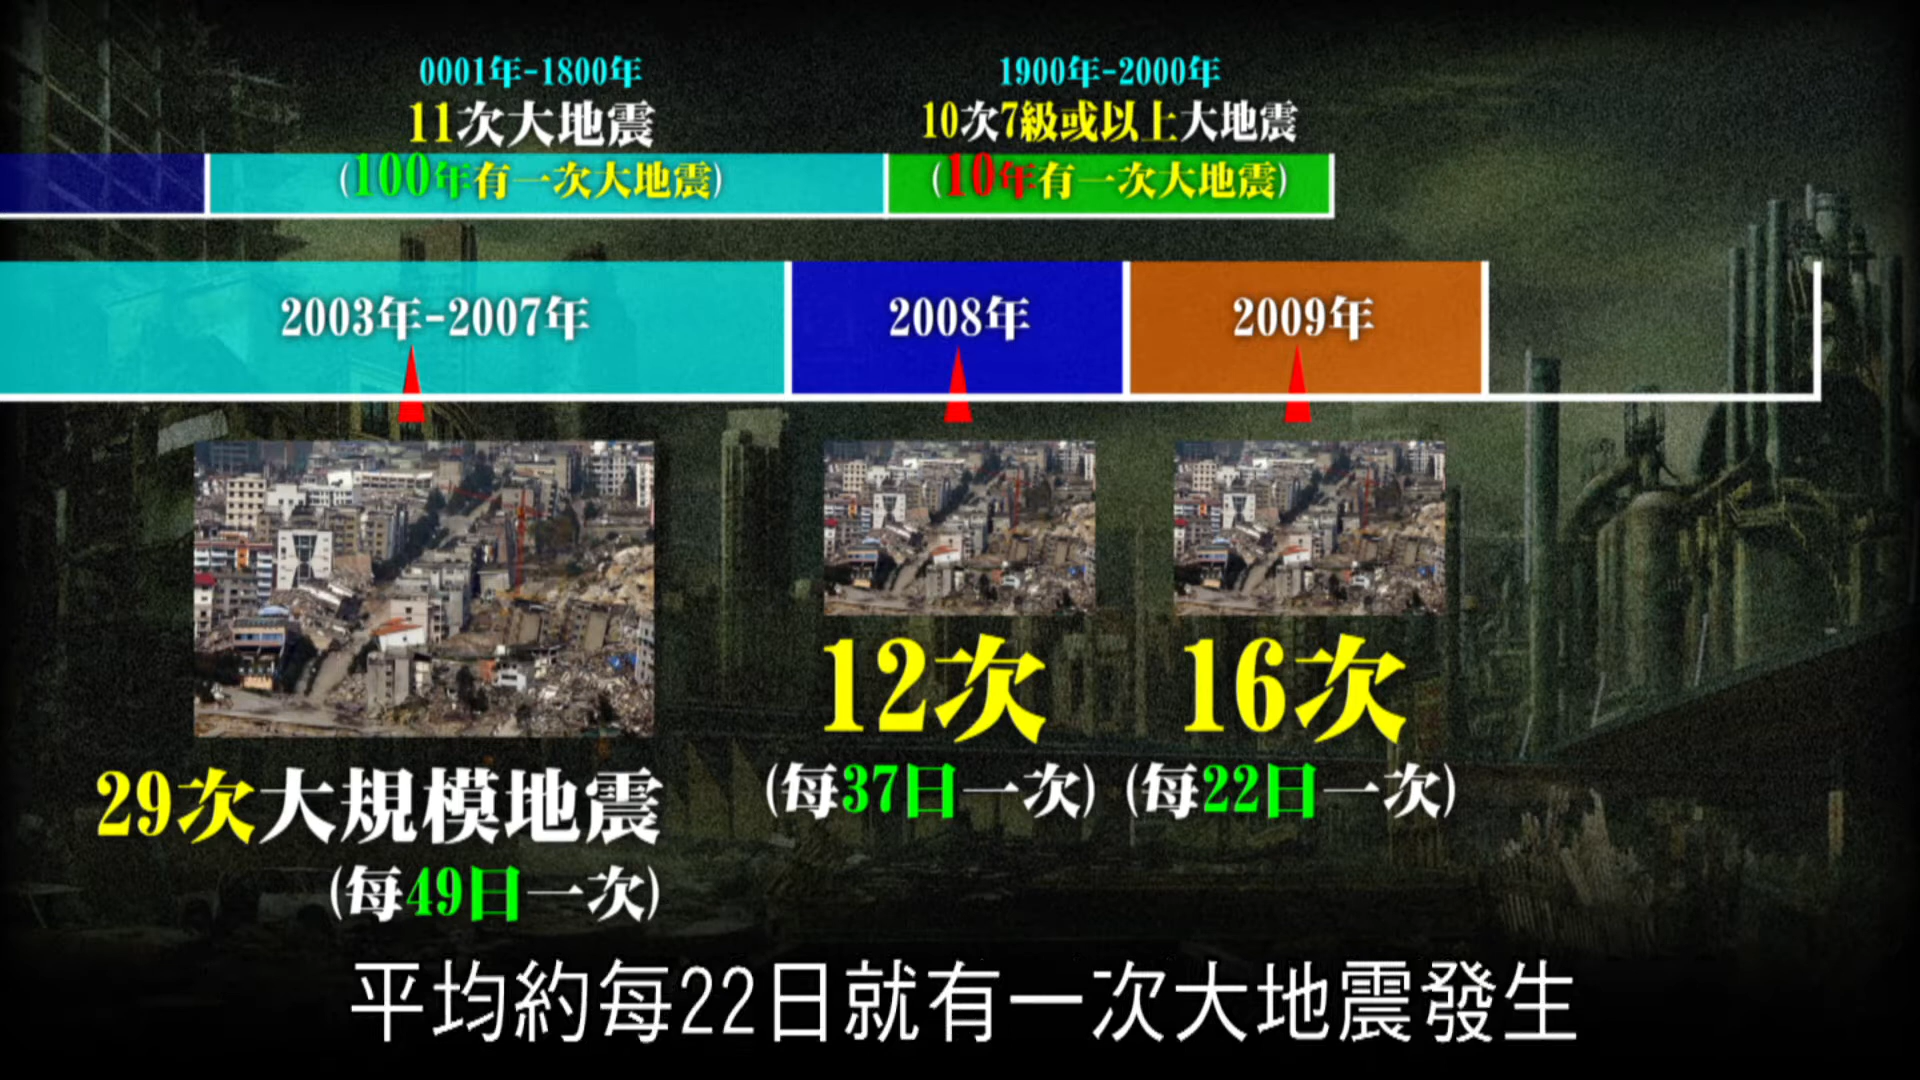 0001年-1800年
11次大地震
(100年有一次大地震)
1900年-2000年
10次7級或以上大地震
(10年有一次大地震)
2003年-2007年
2008年
2009年
29次大規模地震
(每49日一次)
12次
(每37日一次)
16次
(每22日一次)
平均約每22日就有一次大地震發生